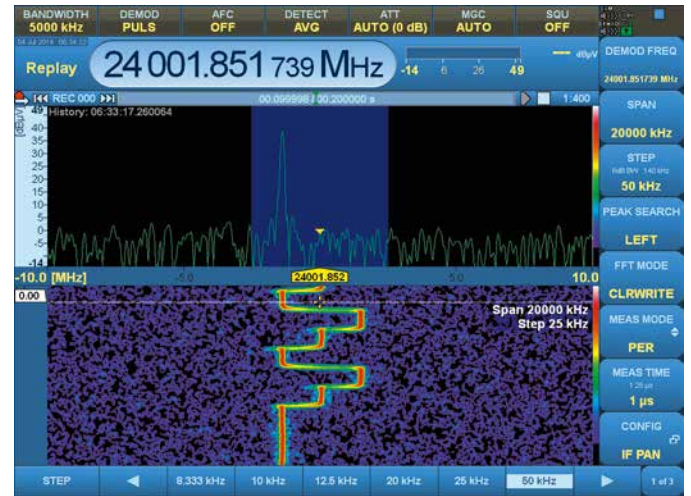 BANDWIDTH DEMOD AFC DETECT ATT MGC SQU
5000 kHz PULS OFF AVG AUTO (0 dB) AUTO OFF
Replay 24 001.851 739 MHz -14 6 26 49 dBµV
DEMOD FREQ
24001.851739 MHz
REC 000 00.099998 / 00.200000 s 1:400
SPAN
20000 kHz
[dBµV]
49 History: 06:33:17.260064
40
35
30
25
20
15
10
5
0
-5
-14
STEP
50 kHz
PEAK SEARCH
LEFT
-10.0 [MHz] -5.0 24001.852 5.0 10.0
FFT MODE
CLRWRITE
0.00
Span 20000 kHz
Step 25 kHz
MEAS MODE
PER
MEAS TIME
1 µs
CONFIG
IF PAN
STEP 8.333 kHz 10 kHz 12.5 kHz 20 kHz 25 kHz 50 kHz 1 of 3